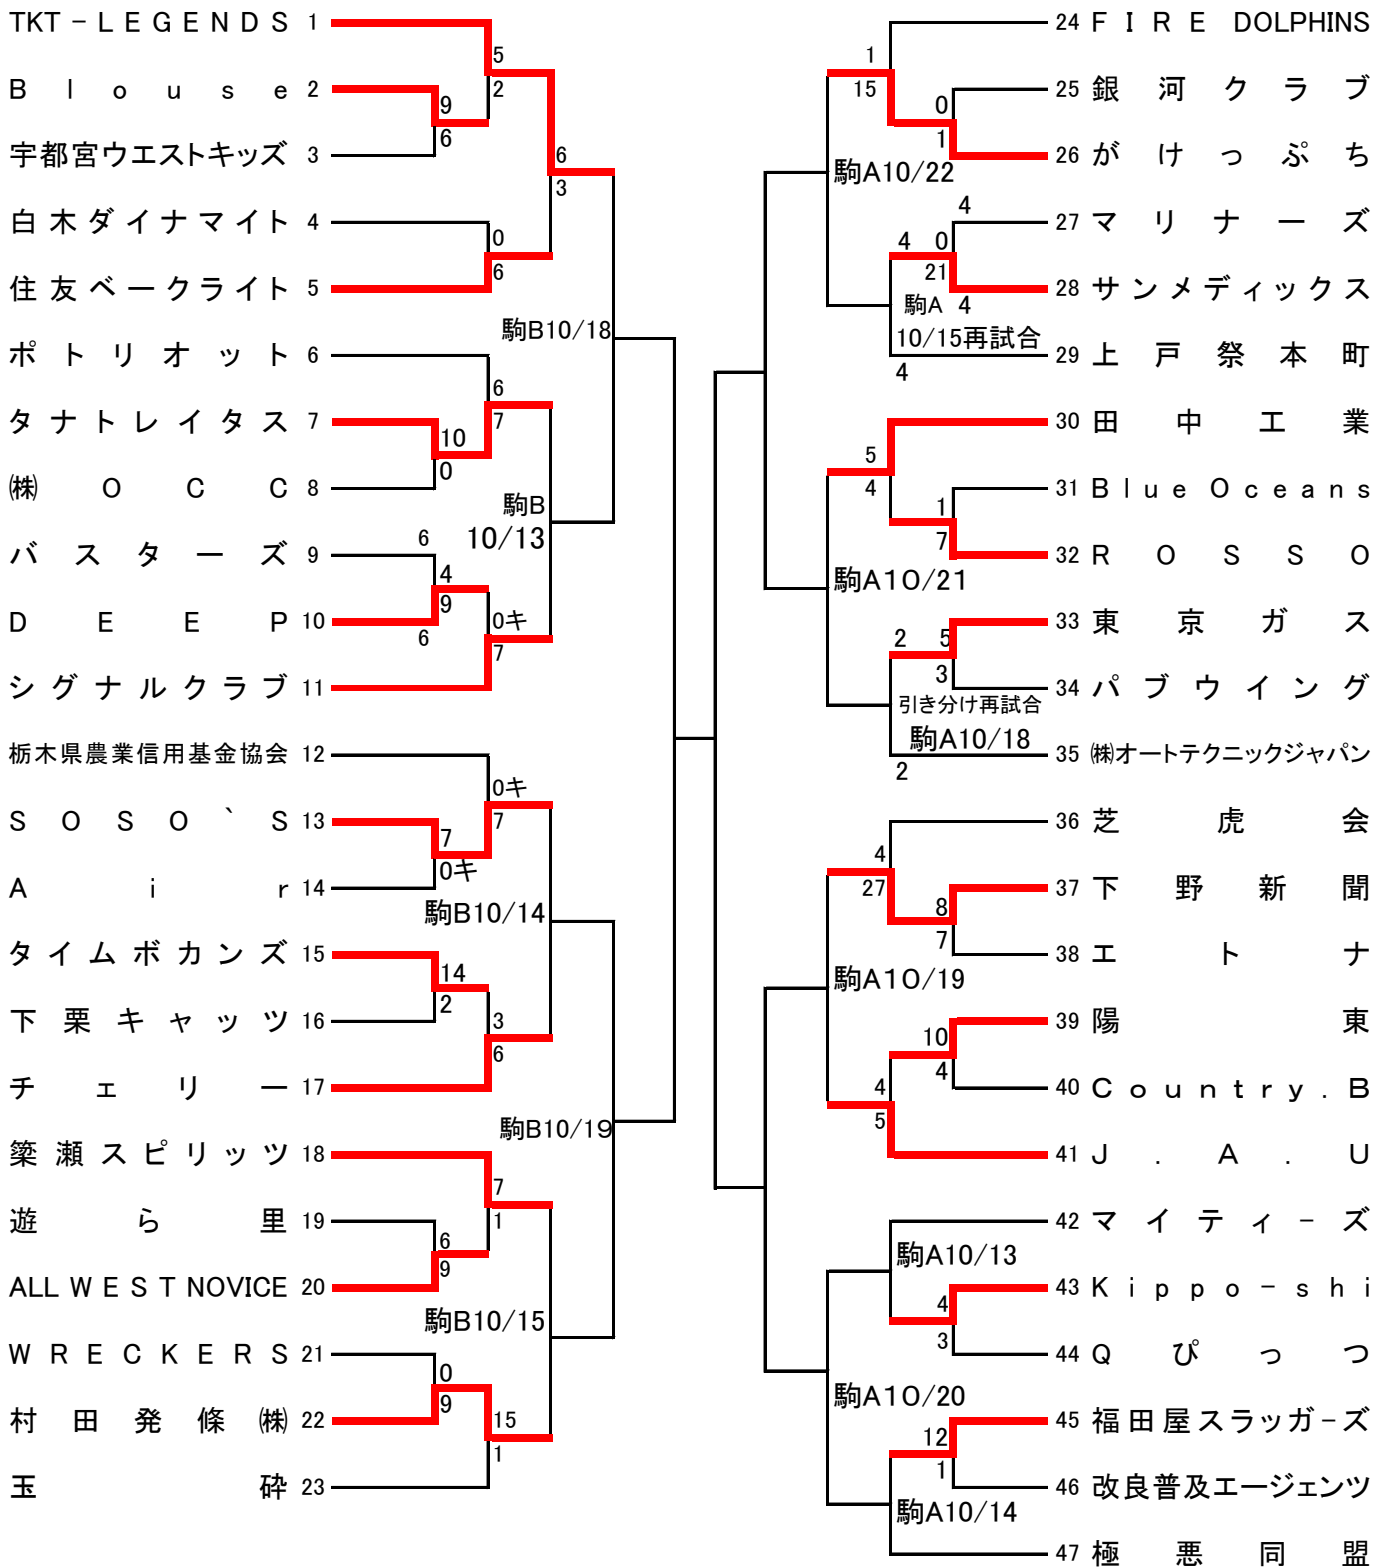 TKT－LEGENDS 1
5
2
Blouse 2
9
6
宇都宮ウエストキッズ 3
6
3
白木ダイナマイト 4
0
6
住友ベークライト 5
駒B10/18
ポトリオット 6
6
7
タナトレイタス 7
10
0
㈱OCC 8
駒B
10/13
バスターズ 9
6
4
9
DEEP 10
6
0キ
7
シグナルクラブ 11
栃木県農業信用基金協会 12
0キ
7
SOSO｀S 13
7
0キ
Air 14
駒B10/14
タイムボカンズ 15
14
2
下栗キャッツ 16
3
6
チェリー 17
駒B10/19
簗瀬スピリッツ 18
7
1
遊ら里 19
6
9
ALL WEST NOVICE 20
駒B10/15
WRECKERS 21
0
9
村田発條㈱ 22
15
1
玉砕 23
24 FIRE DOLPHINS
1
15
25 銀河クラブ
0
1
26 がけっぷち
駒A10/22
4
27 マリナーズ
4 0
21
28 サンメディックス
駒A 4
10/15再試合
29 上戸祭本町
4
30 田中工業
5
4
31 Blue Oceans
1
7
32 ROSSO
駒A10/21
33 東京ガス
2 5
3
34 パブウイング
引き分け再試合
駒A10/18
35 ㈱オートテクニックジャパン
2
36 芝虎会
4
27
37 下野新聞
8
7
38 エトナ
駒A10/19
39 陽東
10
4
40 Country.B
4
5
41 J.A.U
42 マイティ－ズ
駒A10/13
43 Kippo－shi
4
3
44 Qぴっつ
駒A10/20
45 福田屋スラッガ－ズ
12
1
46 改良普及エージェンツ
駒A10/14
47 極悪同盟